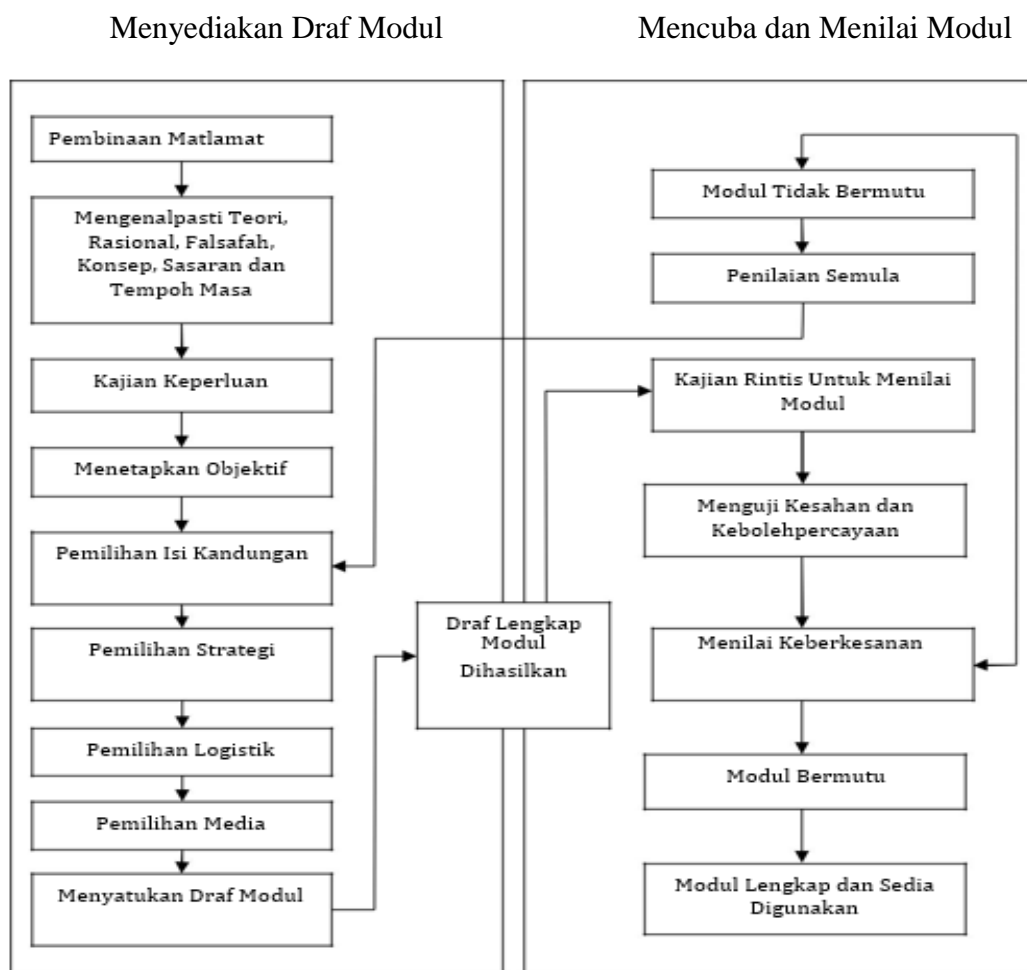 Menyediakan Draf Modul
Mencuba dan Menilai Modul
Pembinaan Matlamat
Mengenalpasti Teori,
Rasional, Falsafah,
Konsep, Sasaran dan
Tempoh Masa
Kajian Keperluan
Menetapkan Objektif
Pemilihan Isi Kandungan
Pemilihan Strategi
Pemilihan Logistik
Pemilihan Media
Menyatukan Draf Modul
Draf Lengkap
Modul
Dihasilkan
Modul Tidak Bermutu
Penilaian Semula
Kajian Rintis Untuk Menilai
Modul
Menguji Kesahan dan
Kebolehpercayaan
Menilai Keberkesanan
Modul Bermutu
Modul Lengkap dan Sedia
Digunakan